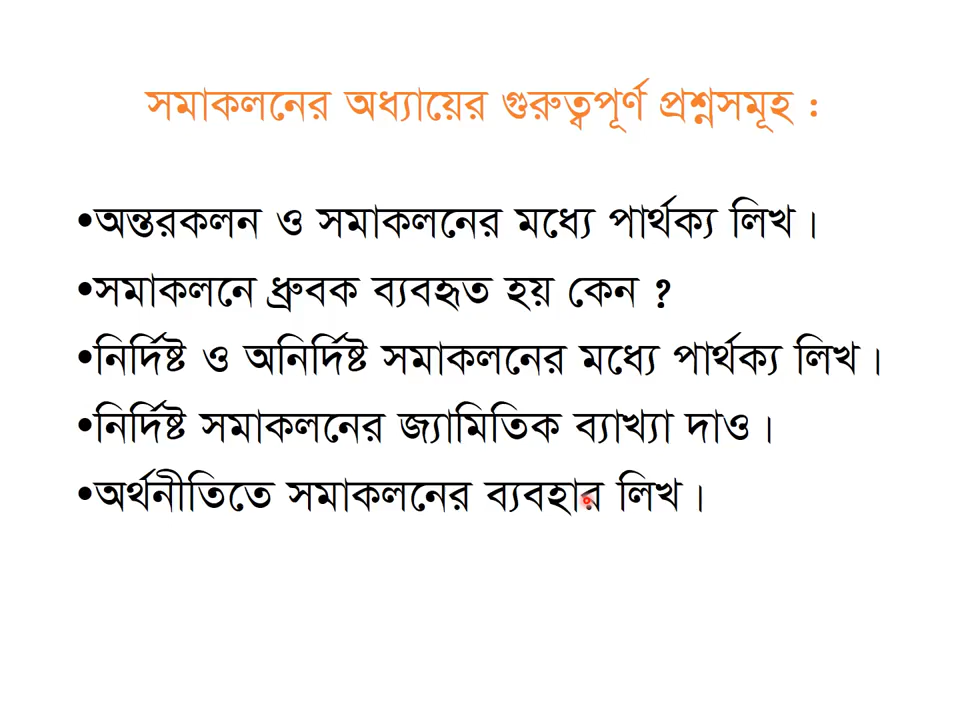 সমাকলনের অধ্যায়ের গুরুত্বপূর্ণ প্রশ্নসমূহ :
•অন্তরকলন ও সমাকলনের মধ্যে পার্থক্য লিখ।
•সমাকলনে ধ্রুবক ব্যবহৃত হয় কেন ?
•নির্দিষ্ট ও অনির্দিষ্ট সমাকলনের মধ্যে পার্থক্য লিখ।
•নির্দিষ্ট সমাকলনের জ্যামিতিক ব্যাখ্যা দাও।
•অর্থনীতিতে সমাকলনের ব্যবহার লিখ।